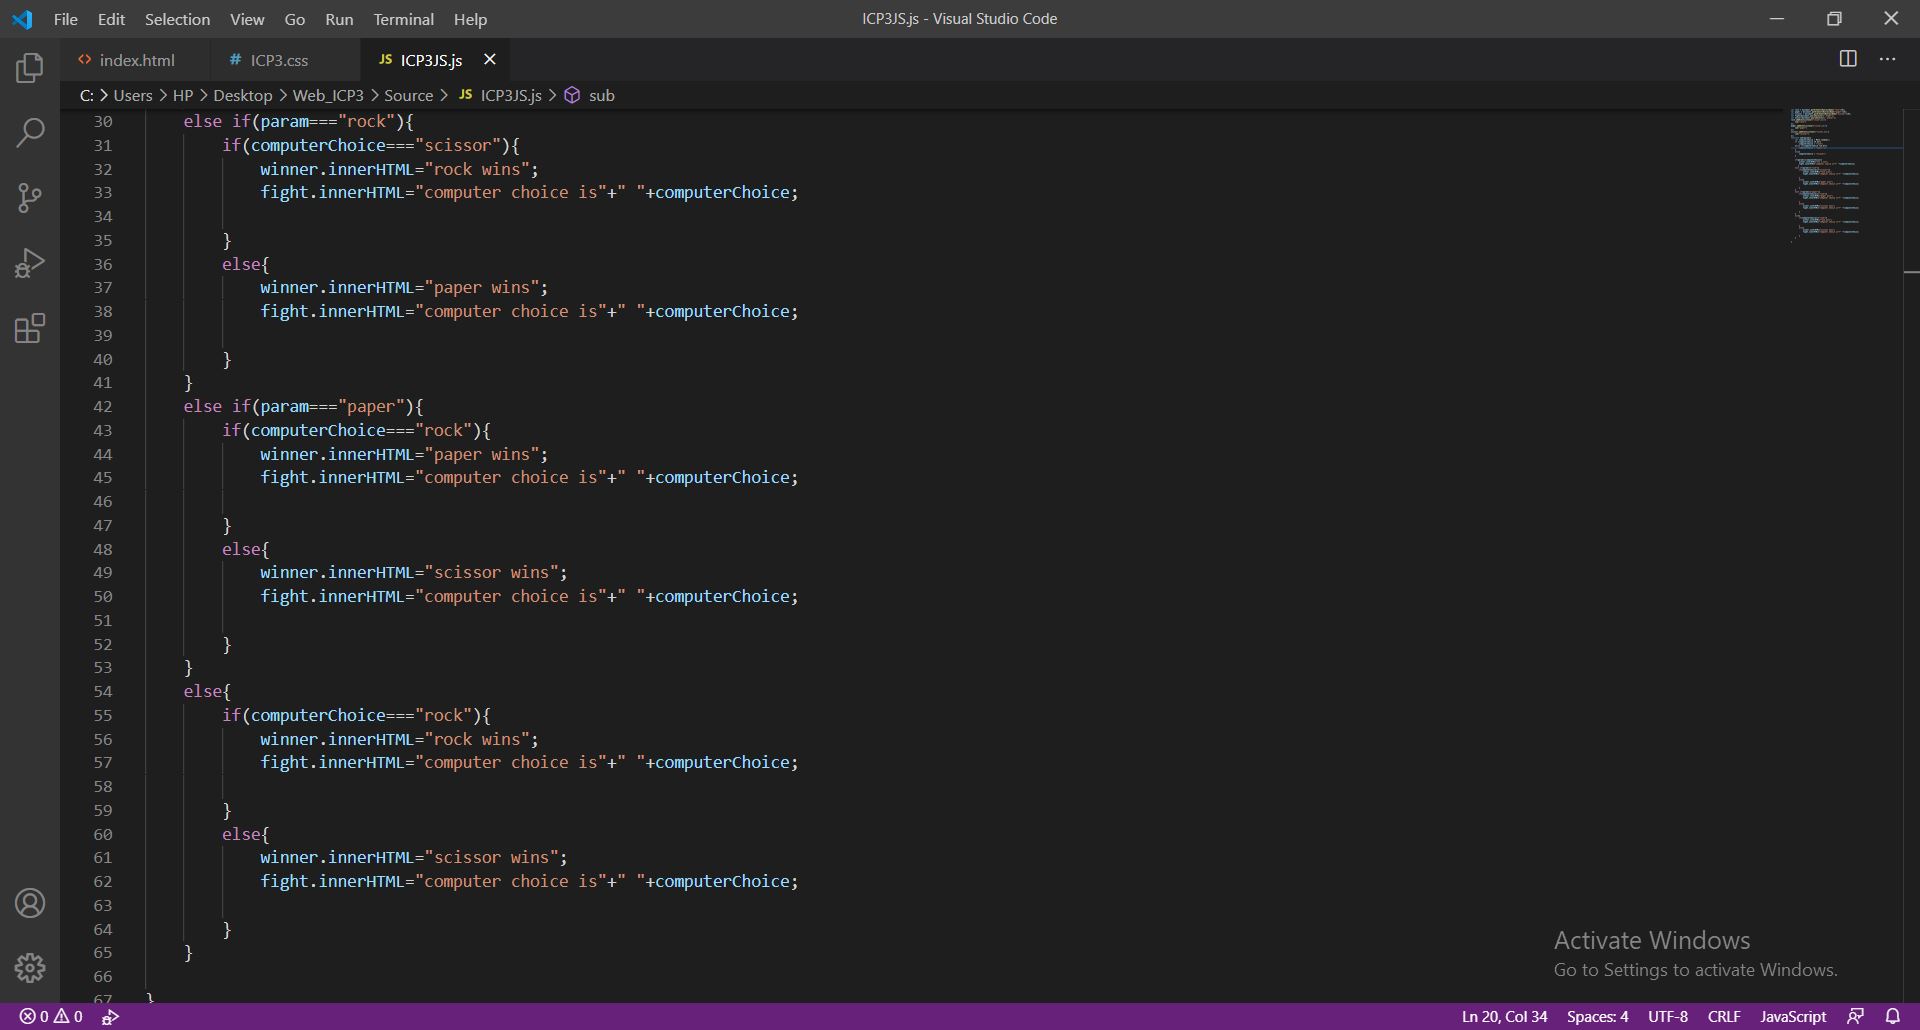 File Edit Selection View Go Run Terminal Help
ICP3JS.js - Visual Studio Code
<> index.html
# ICP3.css
JS ICP3JS.js ×
C: > Users > HP > Desktop > Web_ICP3 > Source > JS ICP3JS.js > sub
30 else if(param==="rock"){
31 if(computerChoice==="scissor"){
32 winner.innerHTML="rock wins";
33 fight.innerHTML="computer choice is"+" "+computerChoice;
34
35 }
36 else{
37 winner.innerHTML="paper wins";
38 fight.innerHTML="computer choice is"+" "+computerChoice;
39
40 }
41 }
42 else if(param==="paper"){
43 if(computerChoice==="rock"){
44 winner.innerHTML="paper wins";
45 fight.innerHTML="computer choice is"+" "+computerChoice;
46
47 }
48 else{
49 winner.innerHTML="scissor wins";
50 fight.innerHTML="computer choice is"+" "+computerChoice;
51
52 }
53 }
54 else{
55 if(computerChoice==="rock"){
56 winner.innerHTML="rock wins";
57 fight.innerHTML="computer choice is"+" "+computerChoice;
58
59 }
60 else{
61 winner.innerHTML="scissor wins";
62 fight.innerHTML="computer choice is"+" "+computerChoice;
63
64 }
65 }
66
67 }
Activate Windows
Go to Settings to activate Windows.
0 0
Ln 20, Col 34 Spaces: 4 UTF-8 CRLF JavaScript